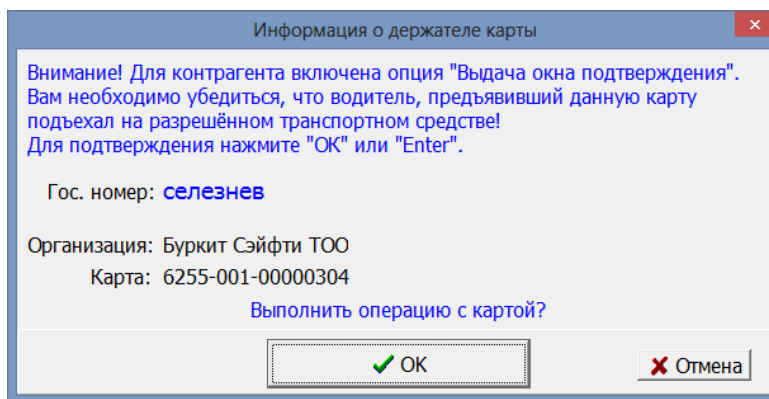 Информация о держателе карты
Внимание! Для контрагента включена опция "Выдача окна подтверждения".
Вам необходимо убедиться, что водитель, предъявивший данную карту
подъехал на разрешённом транспортном средстве!
Для подтверждения нажмите "ОК" или "Enter".
Гос. номер: селезнев
Организация: Буркит Сэйфти ТОО
Карта: 6255-001-00000304
Выполнить операцию с картой?
ОК
Отмена